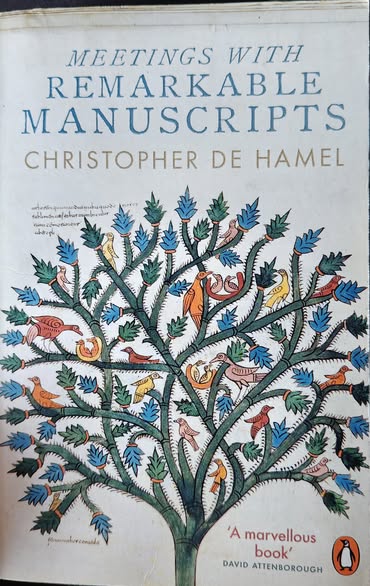 MEETINGS WITH
REMARKABLE
MANUSCRIPTS
CHRISTOPHER DE HAMEL
'A marvellous
book'
DAVID ATTENBOROUGH